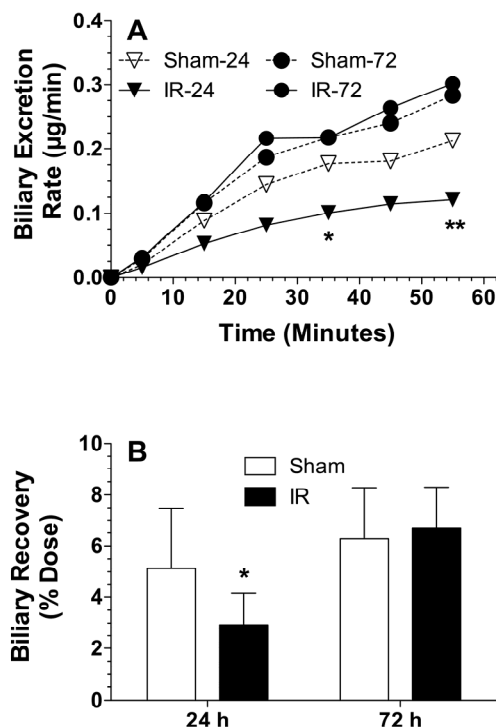 A
Sham-24
Sham-72
IR-24
IR-72
Biliary Excretion
Rate (µg/min)
0.4
0.3
0.2
0.1
0.0
*
**
0 10 20 30 40 50 60
Time (Minutes)
B
Sham
IR
Biliary Recovery
(% Dose)
10
8
6
4
2
0
*
24 h 72 h